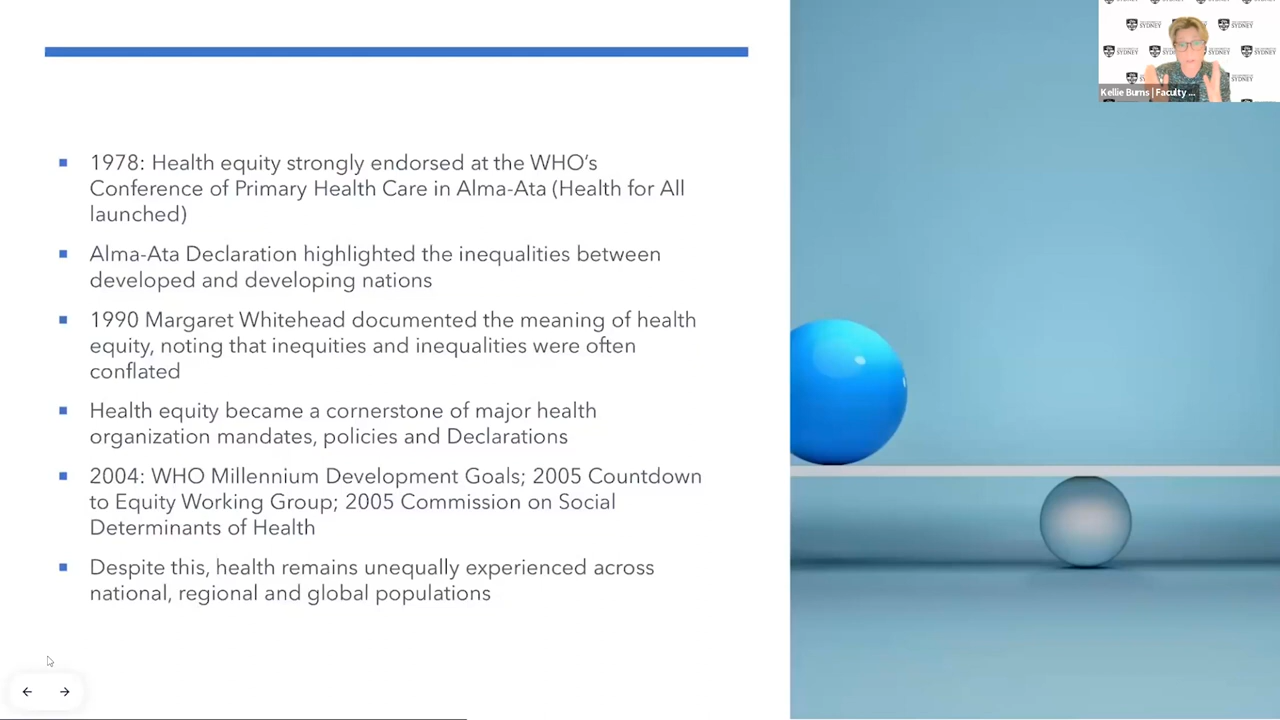 1978: Health equity strongly endorsed at the WHO's
Conference of Primary Health Care in Alma-Ata (Health for All
launched)
Alma-Ata Declaration highlighted the inequalities between
developed and developing nations
1990 Margaret Whitehead documented the meaning of health
equity, noting that inequities and inequalities were often
conflated
Health equity became a cornerstone of major health
organization mandates, policies and Declarations
2004: WHO Millennium Development Goals; 2005 Countdown
to Equity Working Group; 2005 Commission on Social
Determinants of Health
Despite this, health remains unequally experienced across
national, regional and global populations
SYDNEY
Kellie Burns | Faculty ...